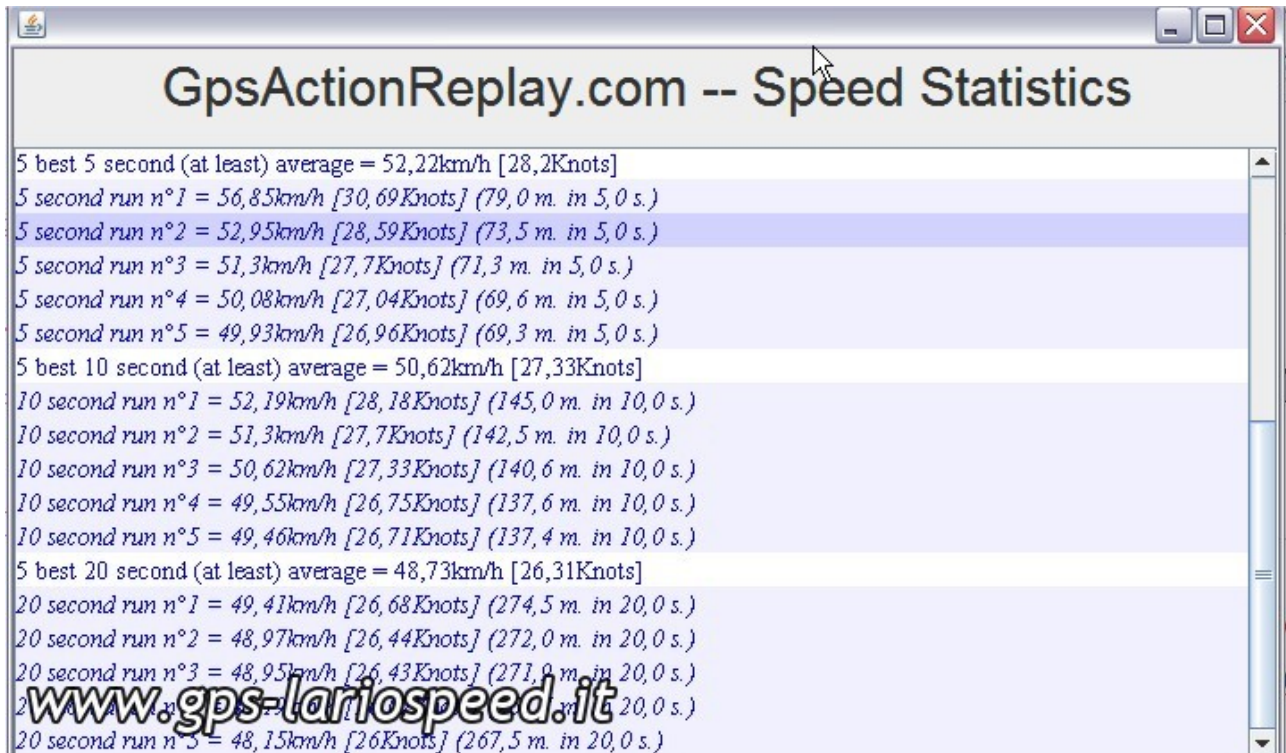 GpsActionReplay.com -- Speed Statistics
5 best 5 second (at least) average = 52,22km/h [28,2Knots]
5 second run n°1 = 56,85km/h [30,69Knots] (79,0 m. in 5,0 s.)
5 second run n°2 = 52,95km/h [28,59Knots] (73,5 m. in 5,0 s.)
5 second run n°3 = 51,3km/h [27,7Knots] (71,3 m. in 5,0 s.)
5 second run n°4 = 50,08km/h [27,04Knots] (69,6 m. in 5,0 s.)
5 second run n°5 = 49,93km/h [26,96Knots] (69,3 m. in 5,0 s.)
5 best 10 second (at least) average = 50,62km/h [27,33Knots]
10 second run n°1 = 52,19km/h [28,18Knots] (145,0 m. in 10,0 s.)
10 second run n°2 = 51,3km/h [27,7Knots] (142,5 m. in 10,0 s.)
10 second run n°3 = 50,62km/h [27,33Knots] (140,6 m. in 10,0 s.)
10 second run n°4 = 49,55km/h [26,75Knots] (137,6 m. in 10,0 s.)
10 second run n°5 = 49,46km/h [26,71Knots] (137,4 m. in 10,0 s.)
5 best 20 second (at least) average = 48,73km/h [26,31Knots]
20 second run n°1 = 49,41km/h [26,68Knots] (274,5 m. in 20,0 s.)
20 second run n°2 = 48,97km/h [26,44Knots] (272,0 m. in 20,0 s.)
20 second run n°3 = 48,95km/h [26,43Knots] (271,9 m. in 20,0 s.)
www.gps-lariospeed.it
20,0 s.)
20 second run n°5 = 48,15km/h [26Knots] (267,5 m. in 20,0 s.)